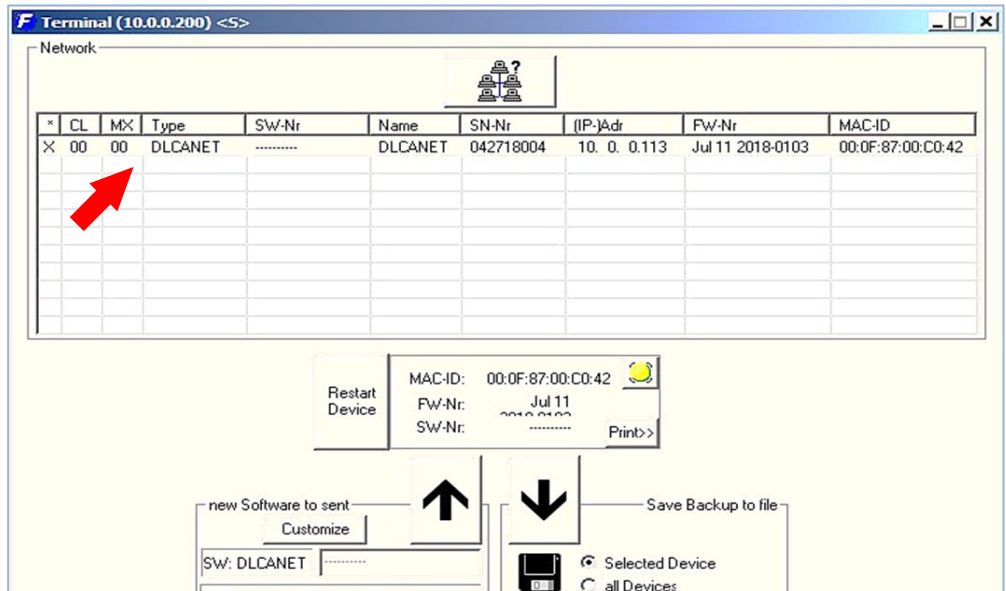 F Terminal (10.0.0.200) <S>
Network
?
* CL MX Type SW-Nr Name SN-Nr (IP-)Adr FW-Nr MAC-ID
X 00 00 DLCANET ---------- DLCANET 042718004 10. 0. 0.113 Jul 11 2018-0103 00:0F:87:00:C0:42
Restart
Device
MAC-ID: 00:0F:87:00:C0:42
FW-Nr: Jul 11
2018-0103
SW-Nr: ----------
Print>>
new Software to sent
Customize
SW: DLCANET ----------
Save Backup to file
Selected Device
all Devices